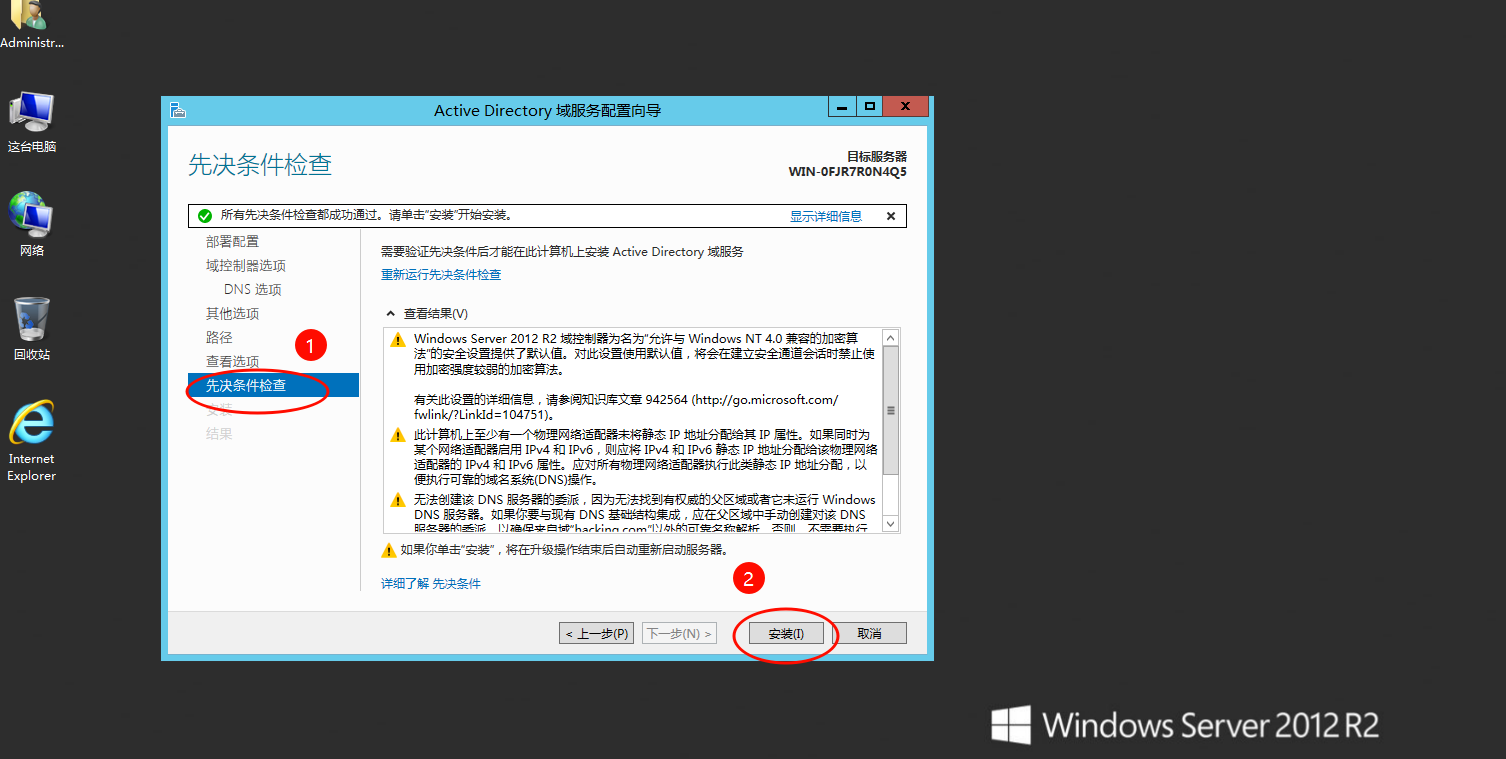 Administr...
这台电脑
网络
回收站
Internet
Explorer
Active Directory 域服务配置向导
先决条件检查
目标服务器
WIN-0FJR7R0N4Q5
所有先决条件检查都成功通过。请单击"安装"开始安装。
显示详细信息
部署配置
域控制器选项
DNS 选项
其他选项
路径
查看选项
先决条件检查
安装
结果
1
需要验证先决条件后才能在此计算机上安装 Active Directory 域服务
重新运行先决条件检查
查看结果(V)
Windows Server 2012 R2 域控制器为名为"允许与 Windows NT 4.0 兼容的加密算
法"的安全设置提供了默认值。对此设置使用默认值，将会在建立安全通道会话时禁止使
用加密强度较弱的加密算法。
有关此设置的详细信息，请参阅知识库文章 942564 (http://go.microsoft.com/
fwlink/?LinkId=104751)。
此计算机上至少有一个物理网络适配器未将静态 IP 地址分配给其 IP 属性。如果同时为
某个网络适配器启用 IPv4 和 IPv6，则应将 IPv4 和 IPv6 静态 IP 地址分配给该物理网络
适配器的 IPv4 和 IPv6 属性。应对所有物理网络适配器执行此类静态 IP 地址分配，以
便执行可靠的域名系统(DNS)操作。
无法创建该 DNS 服务器的委派，因为无法找到有权威的父区域或者它未运行 Windows
DNS 服务器。如果你要与现有 DNS 基础结构集成，应在父区域中手动创建对该 DNS
服务器的委派，以确保来自域"hacking.com"以外的可靠名称解析。否则，不需要执行
如果你单击"安装"，将在升级操作结束后自动重新启动服务器。
详细了解 先决条件
2
< 上一步(P)
下一步(N) >
安装(I)
取消
Windows Server 2012 R2